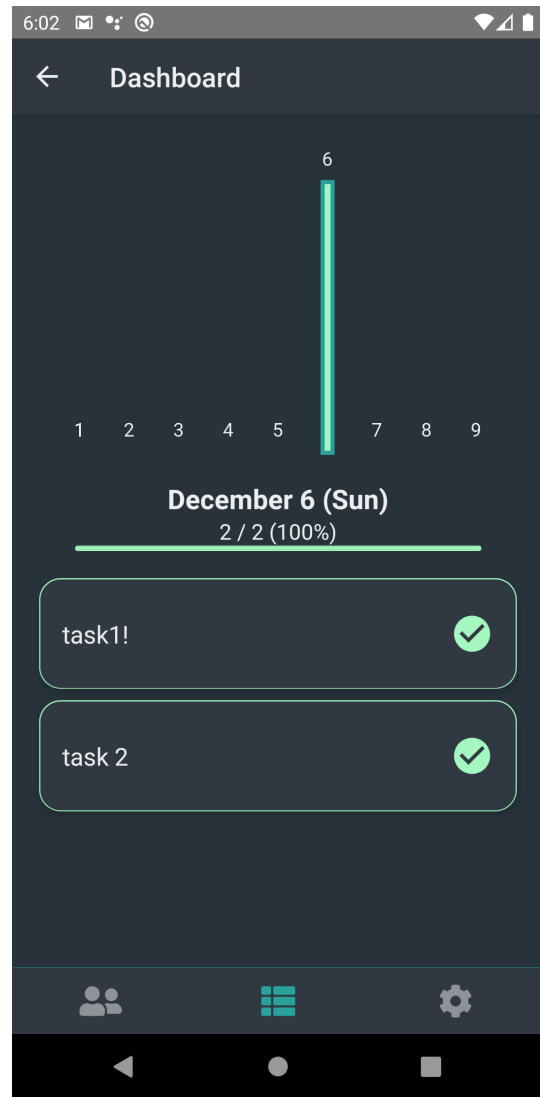 6:02
Dashboard
6
1 2 3 4 5 7 8 9
December 6 (Sun)
2 / 2 (100%)
task1!
task 2